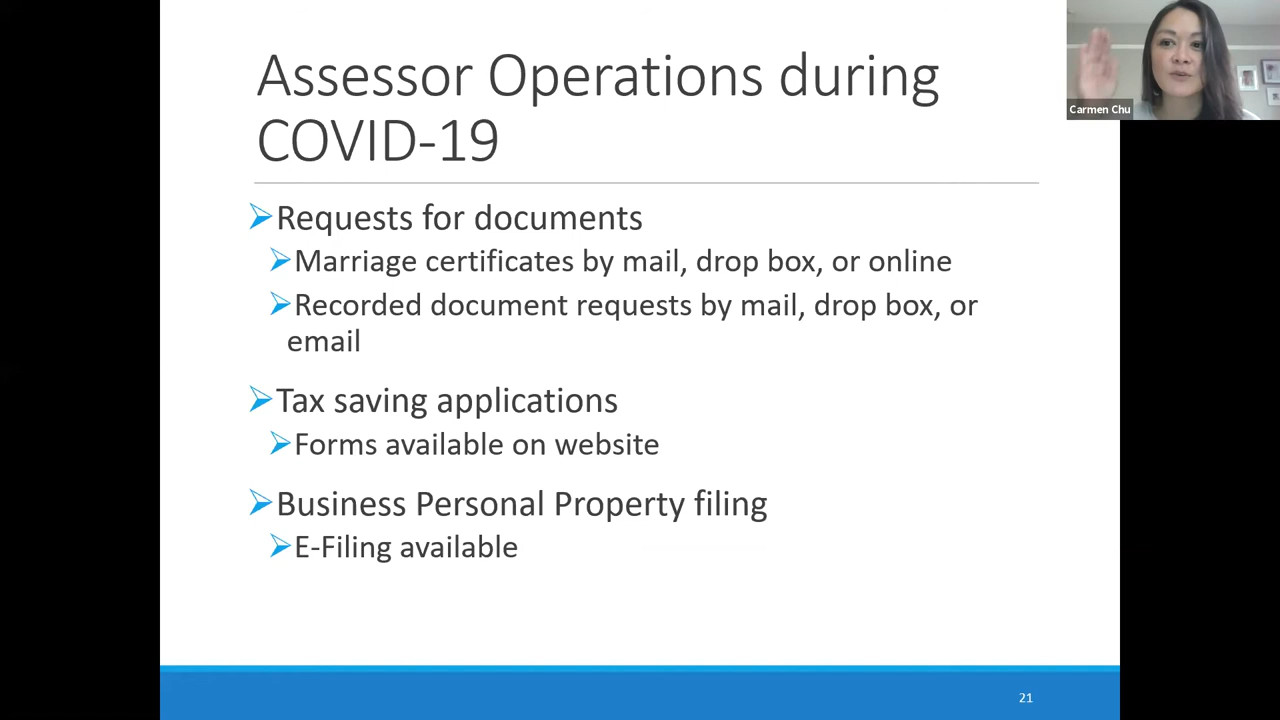 Assessor Operations during
COVID-19
Carmen Chu
Requests for documents
Marriage certificates by mail, drop box, or online
Recorded document requests by mail, drop box, or
email
Tax saving applications
Forms available on website
Business Personal Property filing
E-Filing available
21